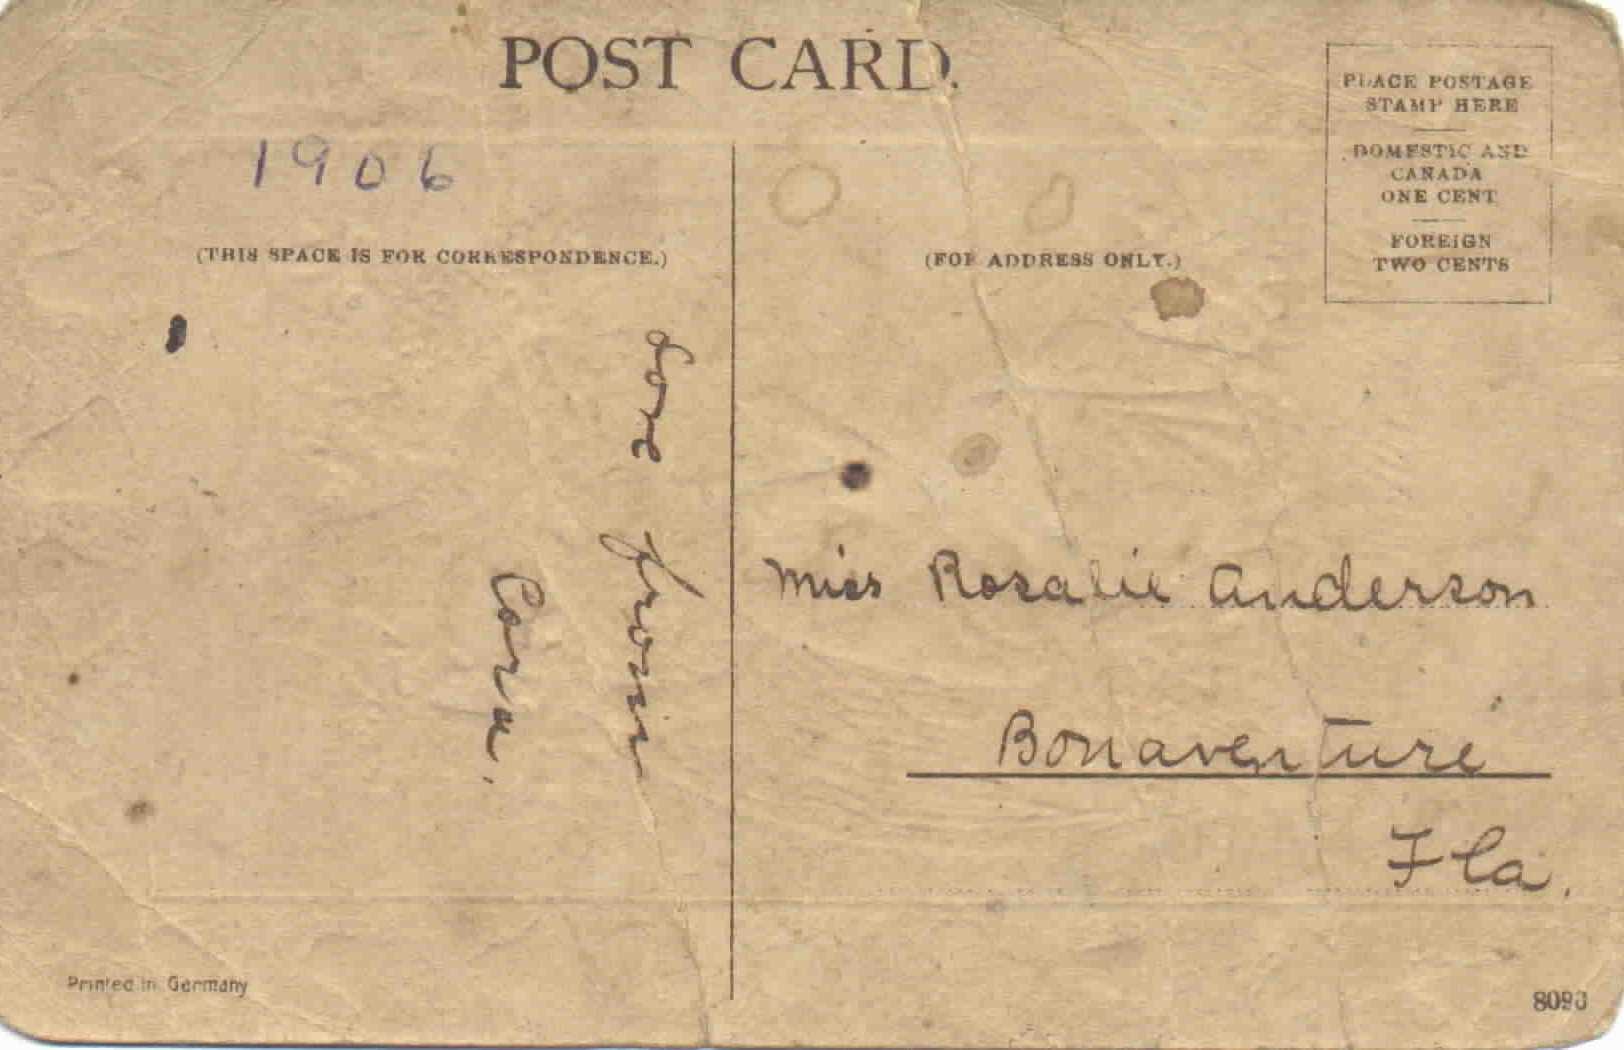 POST CARD.
PLACE POSTAGE
STAMP HERE
DOMESTIC AND
CANADA
ONE CENT
FOREIGN
TWO CENTS
1906
(THIS SPACE IS FOR CORRESPONDENCE.)
(FOR ADDRESS ONLY.)
Love from
Cora.
Miss Rosalie Anderson
Bonaventure
Fla.
Printed in Germany